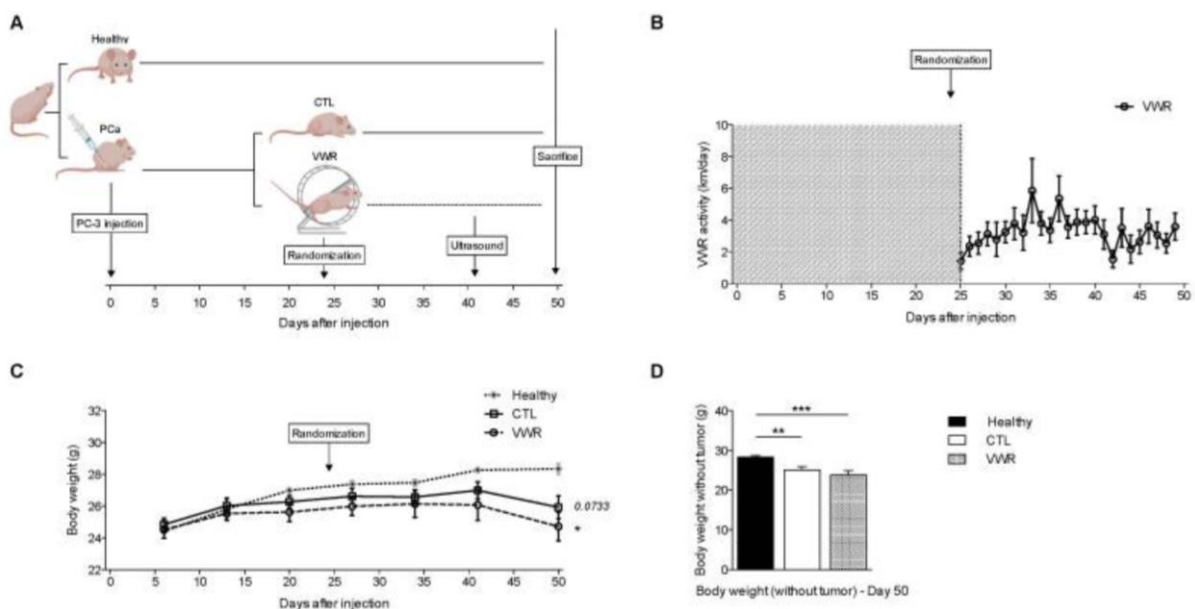 A
Healthy
PCa
CTL
VWR
PC-3 injection
Randomization
Ultrasound
Sacrifice
0 5 10 15 20 25 30 35 40 45 50
Days after injection
B
Randomization
VWR
VWR activity (km/day)
10
8
6
4
2
0
0 5 10 15 20 25 30 35 40 45 50
Days after injection
C
Healthy
CTL
VWR
Randomization
Body weight (g)
32
30
28
26
24
22
0.0733
*
0 5 10 15 20 25 30 35 40 45 50
Days after injection
D
Body weight without tumor (g)
40
30
20
10
0
***
**
Healthy
CTL
VWR
Body weight (without tumor) - Day 50